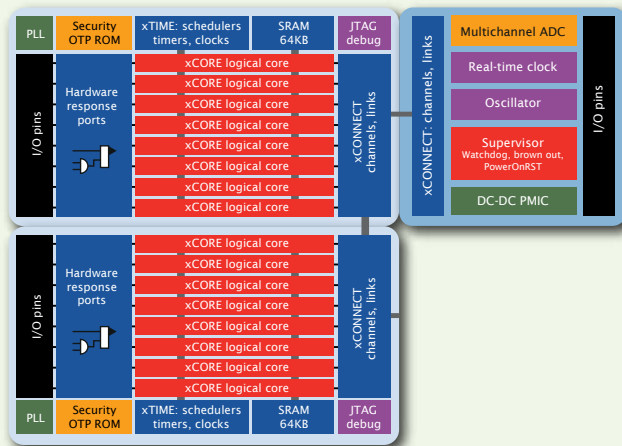 PLL
Security
OTP ROM
xTIME: schedulers
timers, clocks
SRAM
64KB
JTAG
debug
I/O pins
Hardware
response
ports
xCORE logical core
xCORE logical core
xCORE logical core
xCORE logical core
xCORE logical core
xCORE logical core
xCORE logical core
xCORE logical core
xCONNECT
channels, links
xCONNECT: channels, links
Multichannel ADC
Real-time clock
Oscillator
Supervisor
Watchdog, brown out,
PowerOnRST
DC-DC PMIC
I/O pins
I/O pins
Hardware
response
ports
xCORE logical core
xCORE logical core
xCORE logical core
xCORE logical core
xCORE logical core
xCORE logical core
xCORE logical core
xCORE logical core
xCONNECT
channels, links
PLL
Security
OTP ROM
xTIME: schedulers
timers, clocks
SRAM
64KB
JTAG
debug